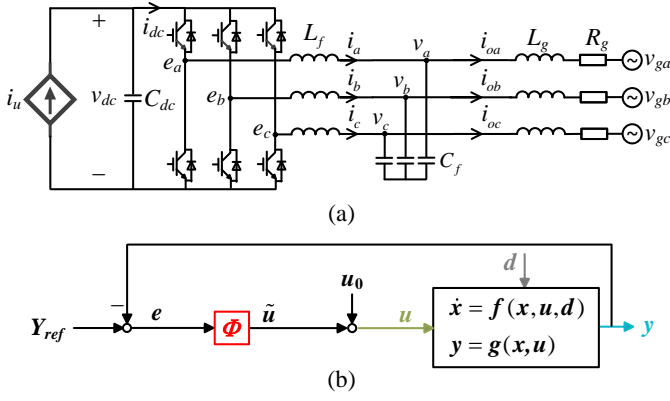 + i_dc L_f i_a v_a i_oa L_g R_g
e_a v_ga
i_u v_dc C_dc e_b i_b v_b i_ob v_gb
e_c i_c v_c i_oc v_gc
− C_f
(a)
− u_0 d
Y_ref e Φ ũ u ẋ = f(x,u,d) y
y = g(x,u)
(b)